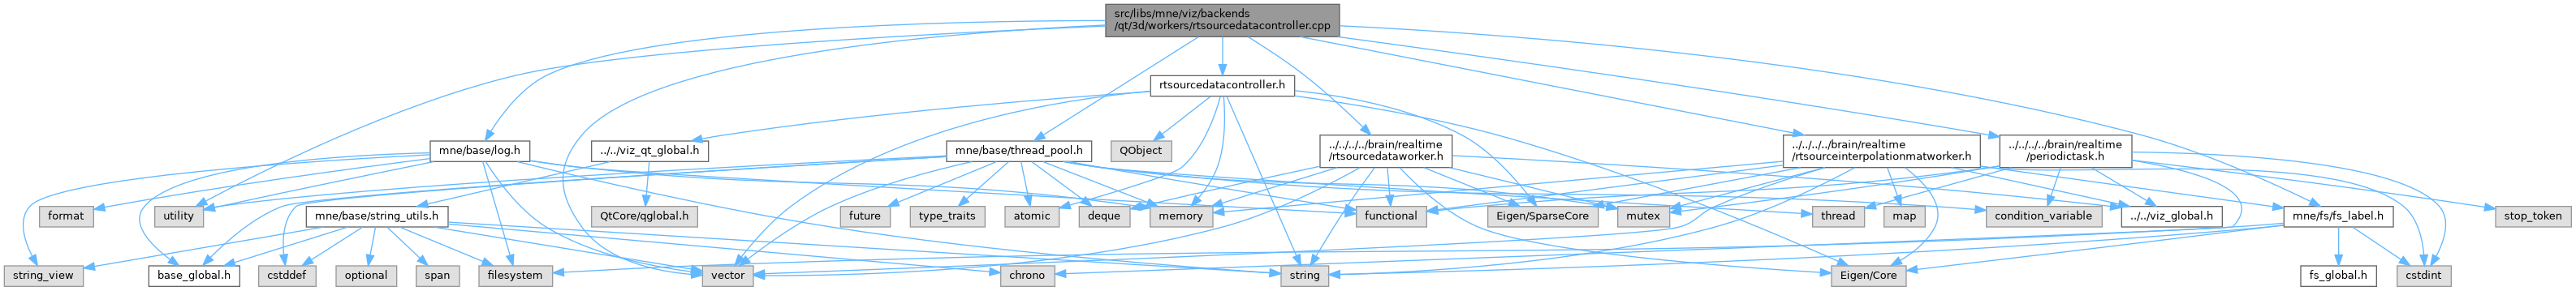 src/libs/mne/viz/backends
/qt/3d/workers/rtsourcedatacontroller.cpp
rtsourcedatacontroller.h
mne/base/log.h
../../viz_qt_global.h
QObject
mne/base/thread_pool.h
../../../../brain/realtime
/rtsourcedataworker.h
../../../../brain/realtime
/rtsourceinterpolationmatworker.h
../../../../brain/realtime
/periodictask.h
format
utility
mne/base/string_utils.h
QtCore/qglobal.h
future
type_traits
atomic
deque
memory
functional
Eigen/SparseCore
mutex
thread
map
condition_variable
../../viz_global.h
mne/fs/fs_label.h
stop_token
string_view
base_global.h
cstddef
optional
span
filesystem
vector
chrono
string
Eigen/Core
fs_global.h
cstdint